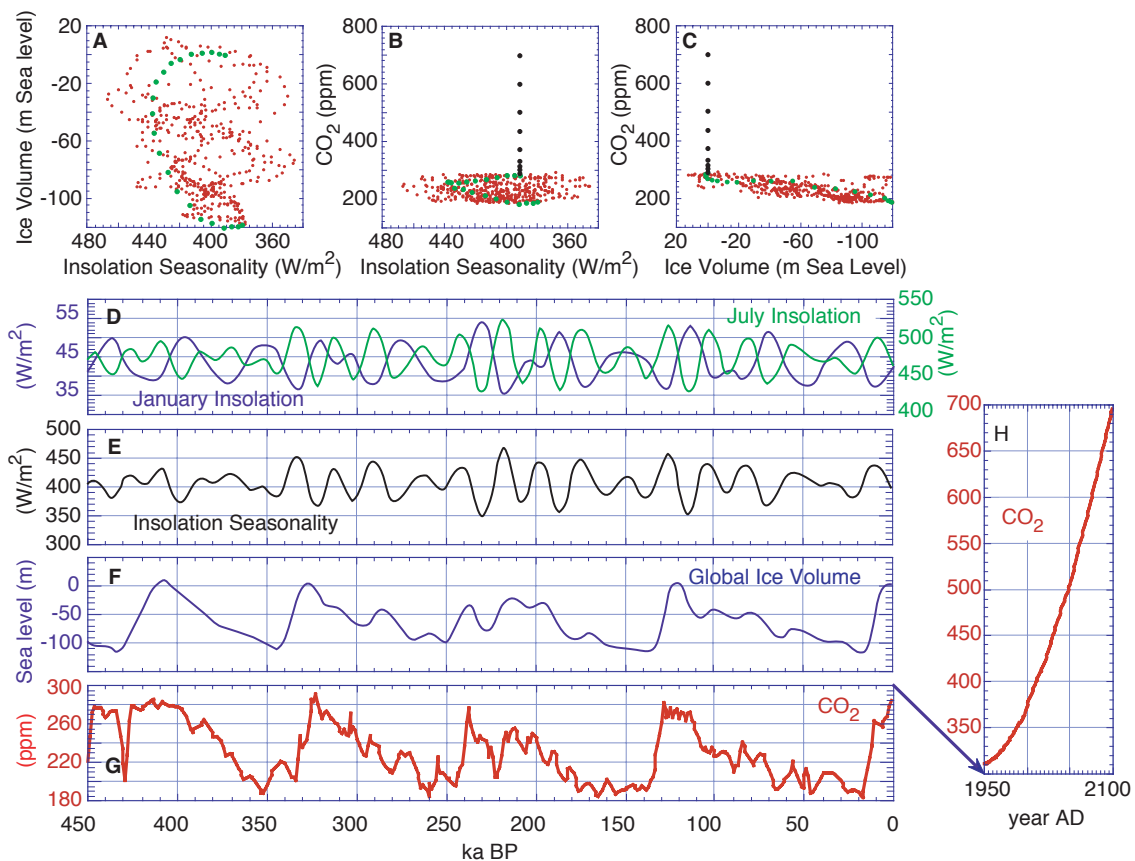 A
B
C
Ice Volume (m Sea level)
20
-20
-60
-100
480 440 400 360
Insolation Seasonality (W/m2)
CO2 (ppm)
800
600
400
200
480 440 400 360
Insolation Seasonality (W/m2)
CO2 (ppm)
800
600
400
200
20 -20 -60 -100
Ice Volume (m Sea Level)
D
(W/m2)
55
45
35
July Insolation
January Insolation
550
500
450
400
(W/m2)
E
(W/m2)
500
450
400
350
300
Insolation Seasonality
F
Sea level (m)
0
-50
-100
Global Ice Volume
G
(ppm)
300
260
220
180
CO2
450 400 350 300 250 200 150 100 50 0
ka BP
H
700
650
600
550
500
450
400
350
CO2
1950 2100
year AD